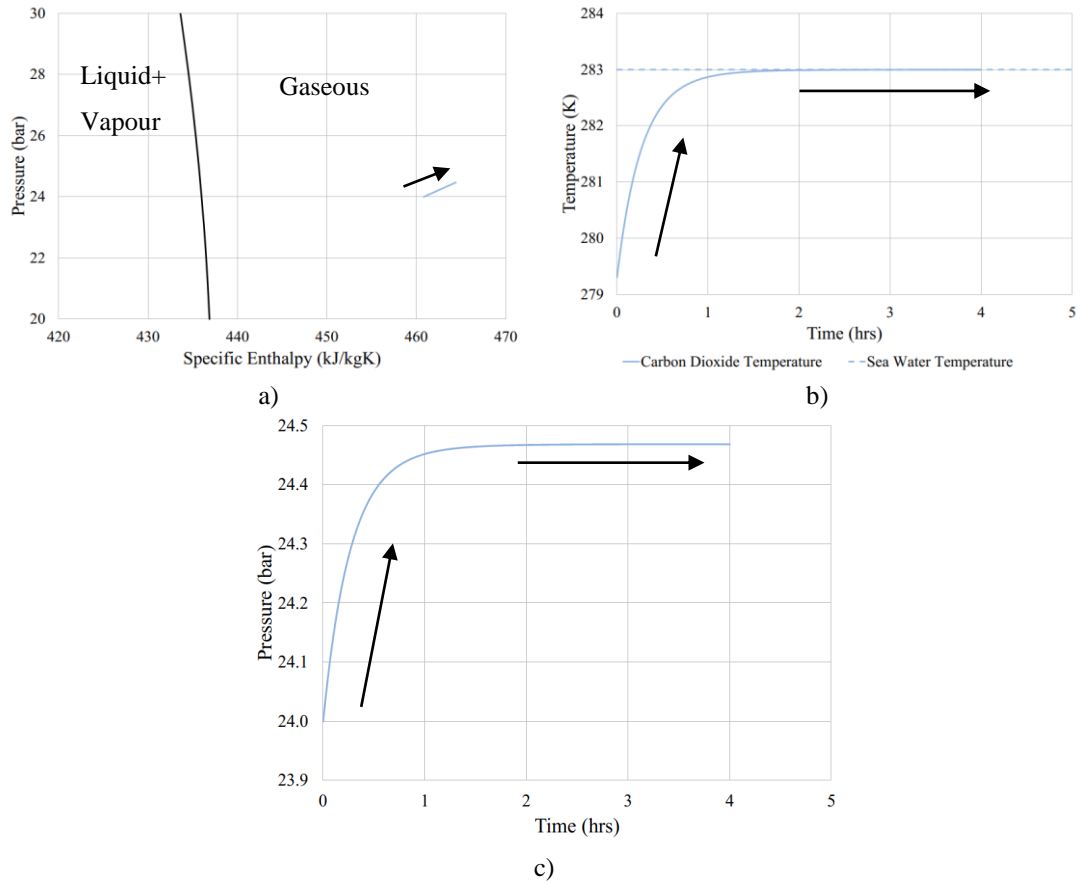 30
28
26
24
22
20
Pressure (bar)
Liquid+
Vapour
Gaseous
420 430 440 450 460 470
Specific Enthalpy (kJ/kgK)
a)
284
283
282
281
280
279
Temperature (K)
0 1 2 3 4 5
Time (hrs)
Carbon Dioxide Temperature Sea Water Temperature
b)
24.5
24.4
24.3
24.2
24.1
24.0
23.9
Pressure (bar)
0 1 2 3 4 5
Time (hrs)
c)